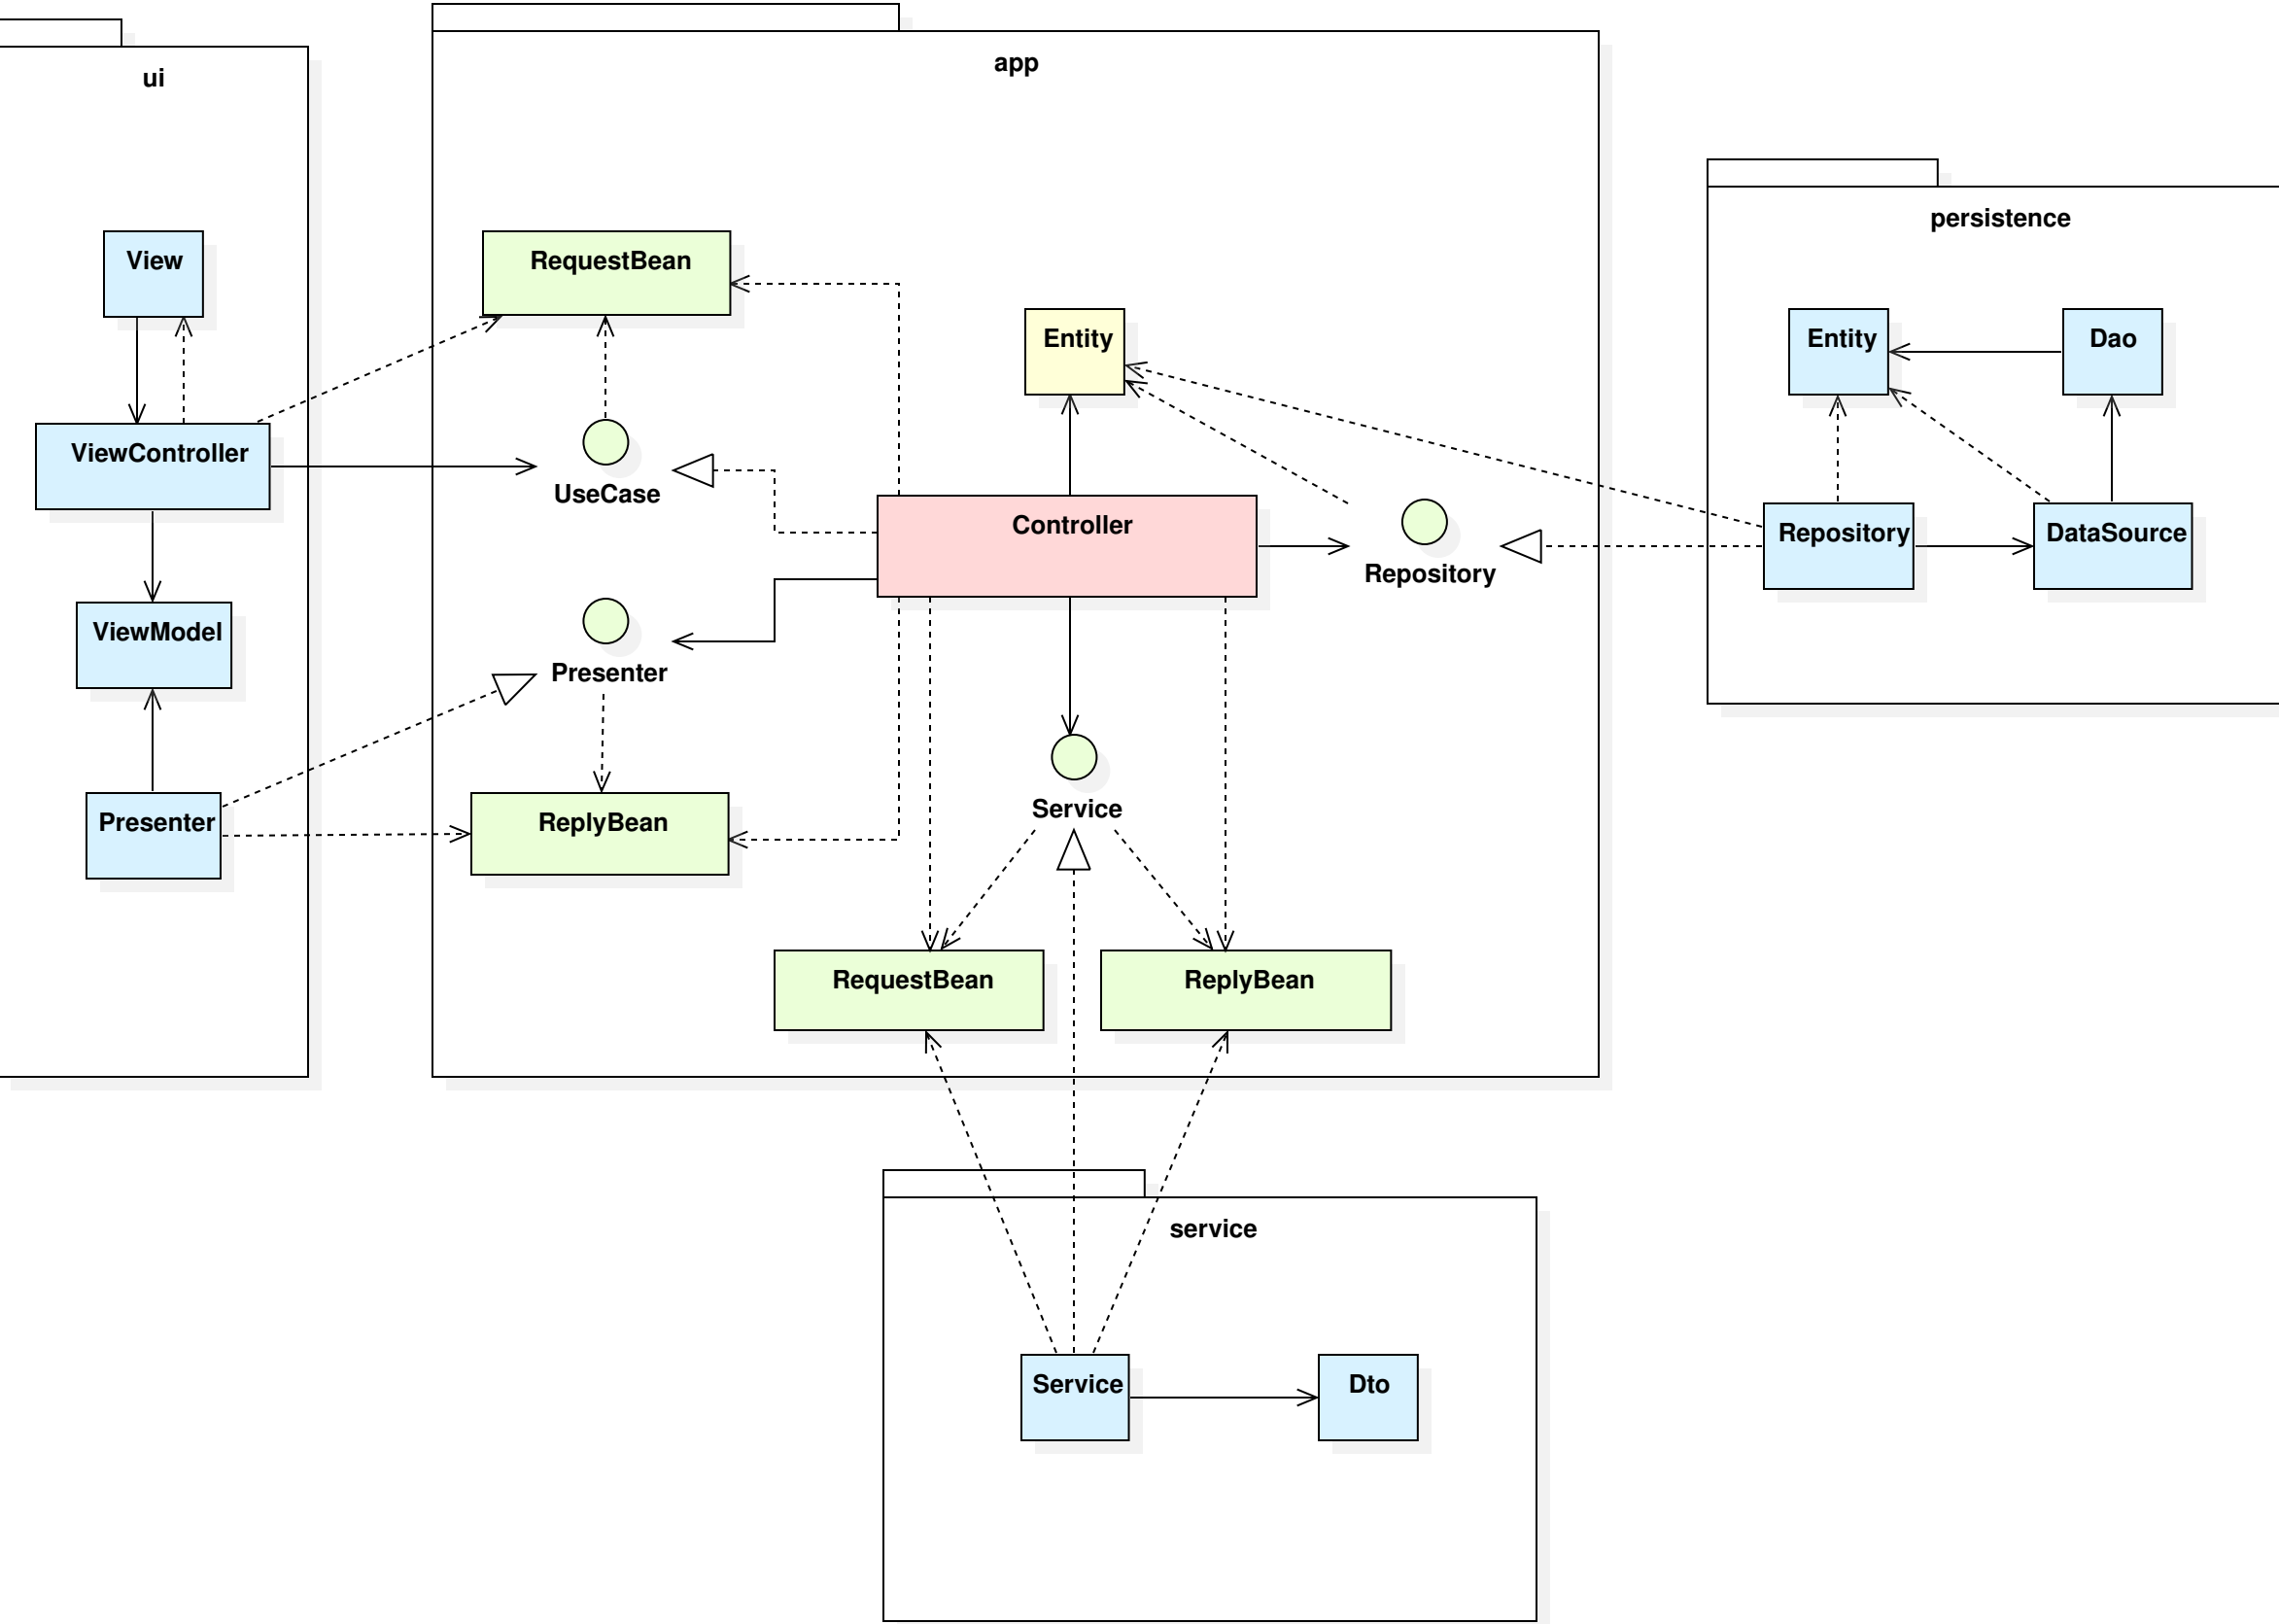 ui
app
persistence
View
RequestBean
Entity
Entity
Dao
ViewController
UseCase
Controller
Repository
Repository
DataSource
ViewModel
Presenter
Presenter
ReplyBean
Service
RequestBean
ReplyBean
service
Service
Dto